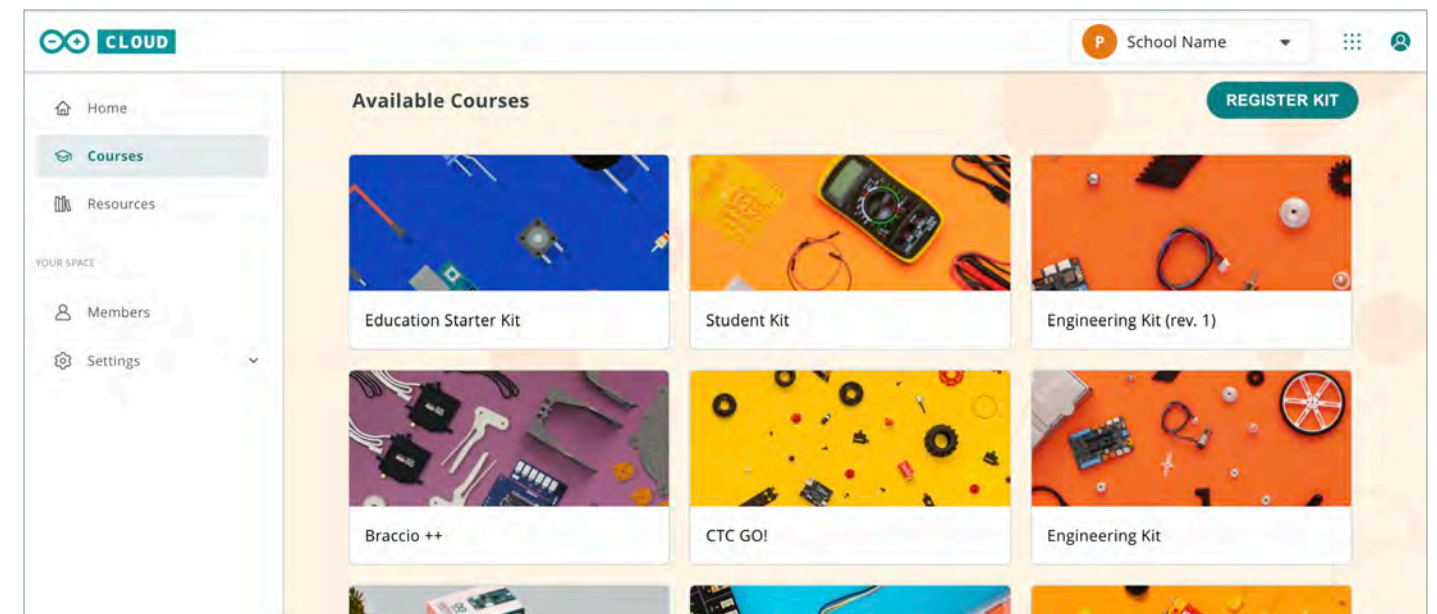 CLOUD
P School Name
Home
Courses
Resources
YOUR SPACE
Members
Settings
Available Courses
REGISTER KIT
Education Starter Kit
Student Kit
Engineering Kit (rev. 1)
Braccio ++
CTC GO!
Engineering Kit